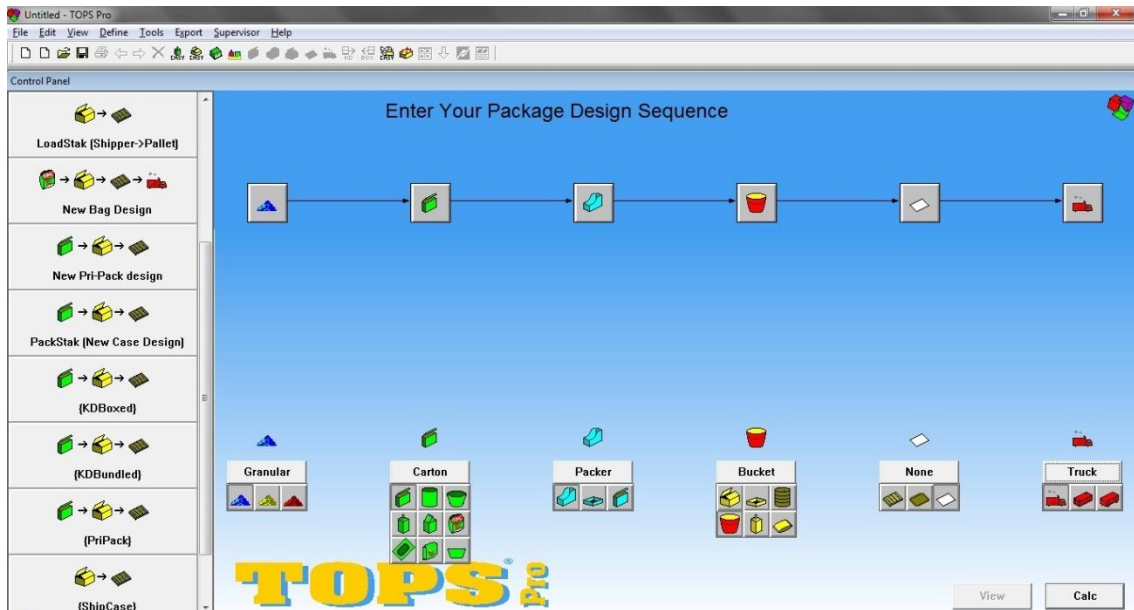 Untitled - TOPS Pro
File Edit View Define Tools Export Supervisor Help
Control Panel
Enter Your Package Design Sequence
LoadStak (Shipper->Pallet)
New Bag Design
New Pri-Pack design
PackStak (New Case Design)
{KDBoxed}
{KDBundled}
{PriPack}
{ShipCase}
Granular Carton Packer Bucket None Truck
TOPS® Pro
View Calc